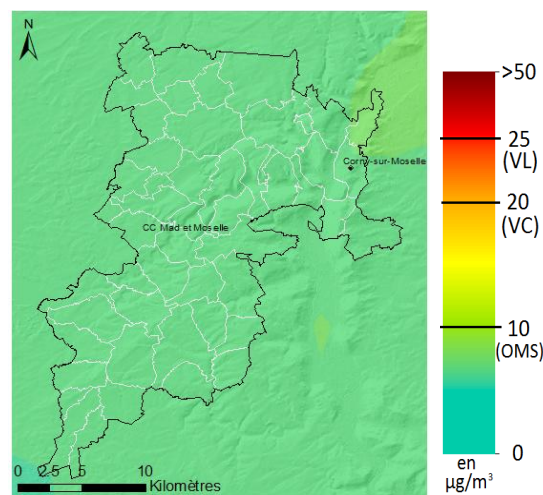 N
Corny-sur-Moselle
CC Mad et Moselle
0 2.5 5 10
Kilomètres
>50
25
(VL)
20
(VC)
10
(OMS)
0
en
µg/m³